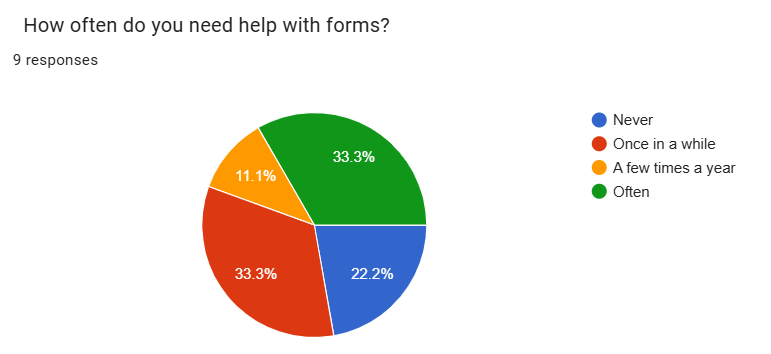 How often do you need help with forms?
9 responses
Never
Once in a while
A few times a year
Often
33.3%
11.1%
33.3%
22.2%